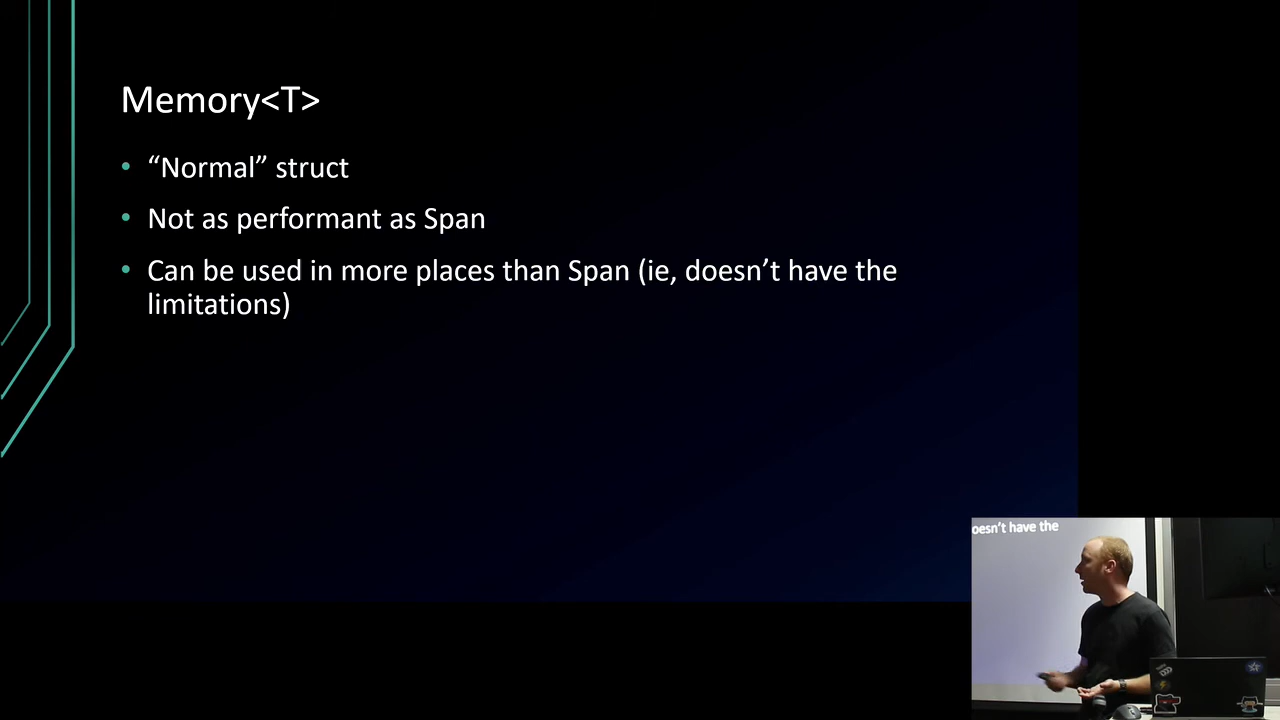 Memory<T>
“Normal” struct
Not as performant as Span
Can be used in more places than Span (ie, doesn’t have the
limitations)
oesn’t have the